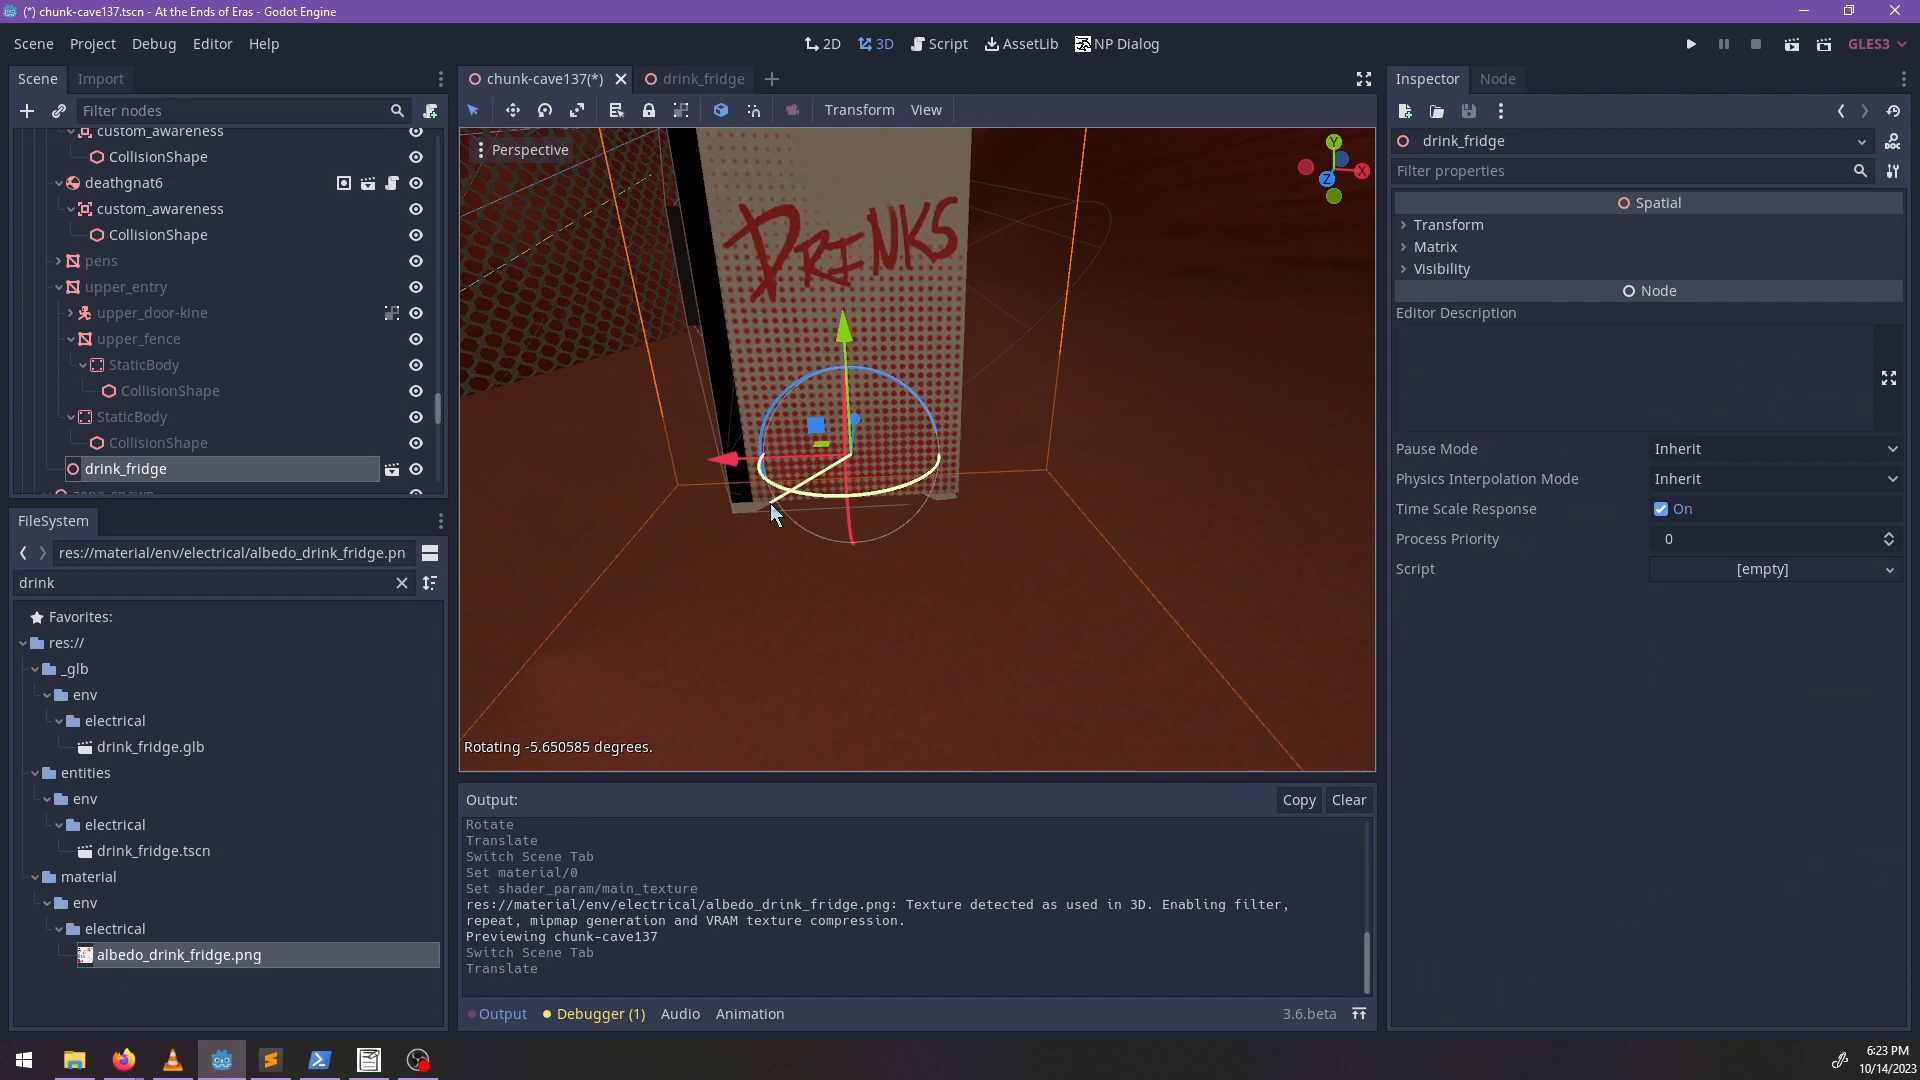 (*) chunk-cave137.tscn - At the Ends of Eras - Godot Engine
Scene Project Debug Editor Help
2D 3D Script AssetLib NP Dialog
GLES3
Scene Import
chunk-cave137(*) drink_fridge
Inspector Node
Filter nodes
Transform View
custom_awareness
CollisionShape
deathgnat6
custom_awareness
CollisionShape
pens
upper_entry
upper_door-kine
upper_fence
StaticBody
CollisionShape
StaticBody
CollisionShape
drink_fridge
zone_spawn
Perspective
Y
X
Z
DRINKS
Rotating -5.650585 degrees.
drink_fridge
Filter properties
Spatial
Transform
Matrix
Visibility
Node
Editor Description
Pause Mode Inherit
Physics Interpolation Mode Inherit
Time Scale Response On
Process Priority 0
Script [empty]
FileSystem
res://material/env/electrical/albedo_drink_fridge.pn
drink
Favorites:
res://
_glb
env
electrical
drink_fridge.glb
entities
env
electrical
drink_fridge.tscn
material
env
electrical
albedo_drink_fridge.png
Output: Copy Clear
Rotate
Translate
Switch Scene Tab
Set material/0
Set shader_param/main_texture
res://material/env/electrical/albedo_drink_fridge.png: Texture detected as used in 3D. Enabling filter,
repeat, mipmap generation and VRAM texture compression.
Previewing chunk-cave137
Switch Scene Tab
Translate
Output Debugger (1) Audio Animation 3.6.beta
6:23 PM
10/14/2023